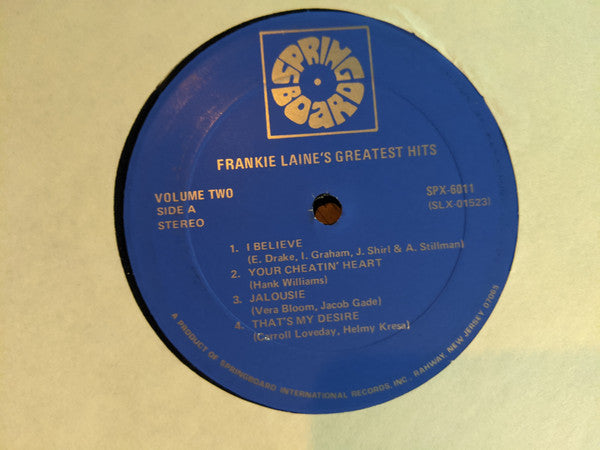 SPRING
BOARD
FRANKIE LAINE'S GREATEST HITS
VOLUME TWO
SIDE A
STEREO
SPX-6011
(SLX-01523)
1. I BELIEVE
(E. Drake, I. Graham, J. Shirl & A. Stillman)
2. YOUR CHEATIN' HEART
(Hank Williams)
3. JALOUSIE
(Vera Bloom, Jacob Gade)
4. THAT'S MY DESIRE
(Carroll Loveday, Helmy Kresa)
A PRODUCT OF SPRINGBOARD INTERNATIONAL RECORDS, INC., RAHWAY, NEW JERSEY 07065